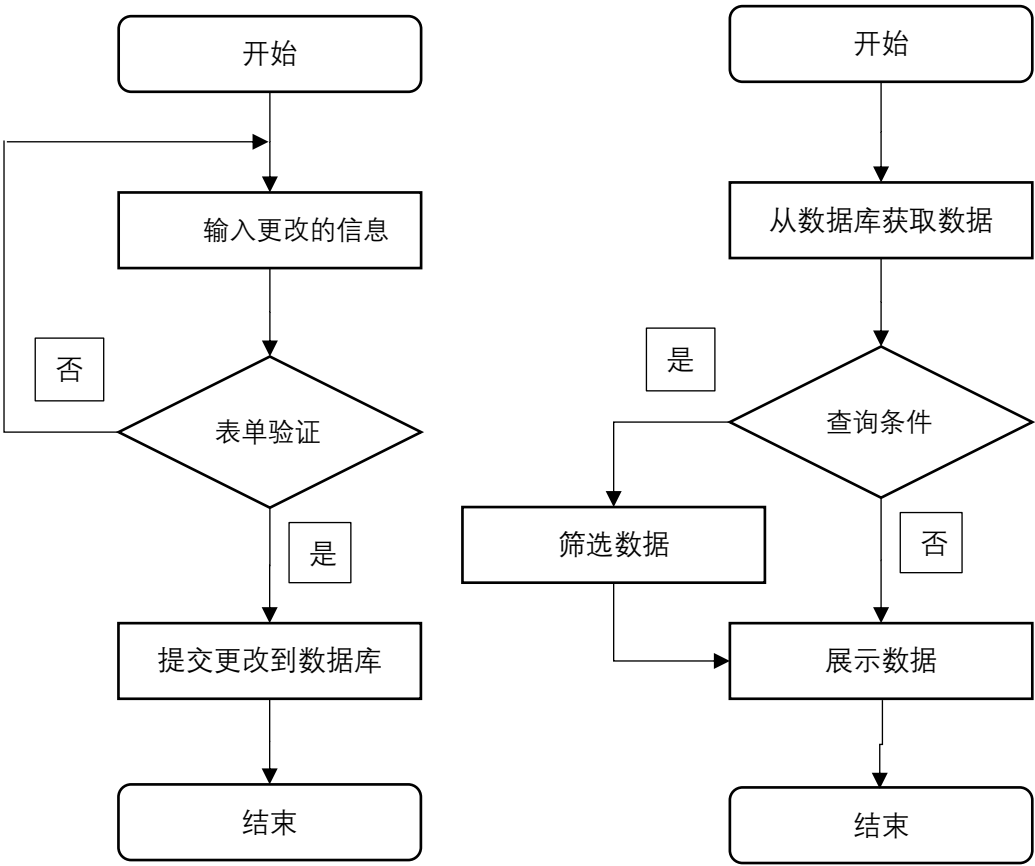 开始
输入更改的信息
否
表单验证
是
提交更改到数据库
结束
开始
从数据库获取数据
是
查询条件
筛选数据
否
展示数据
结束